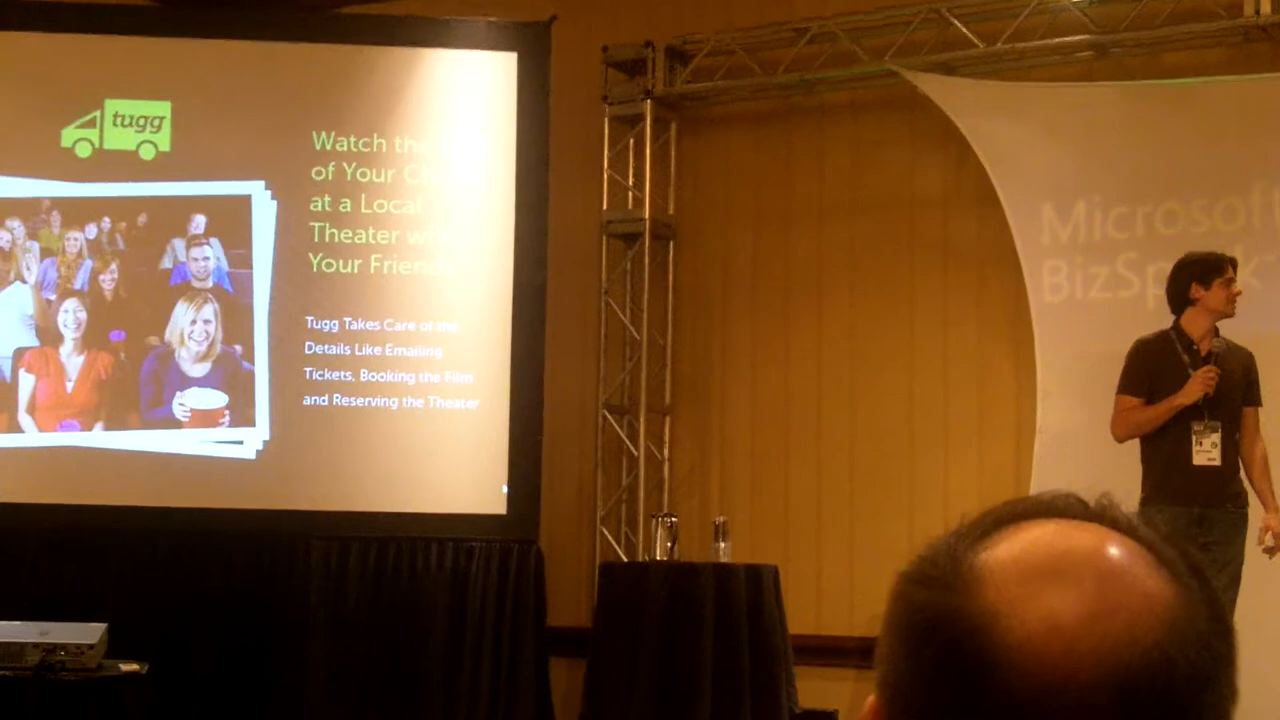 tugg
Watch the
of Your
at a Local
Theater
Your Friends
Tugg Takes Care of the
Details Like Emailing
Tickets, Booking the Film
and Reserving the Theater
Microsoft
BizSpark